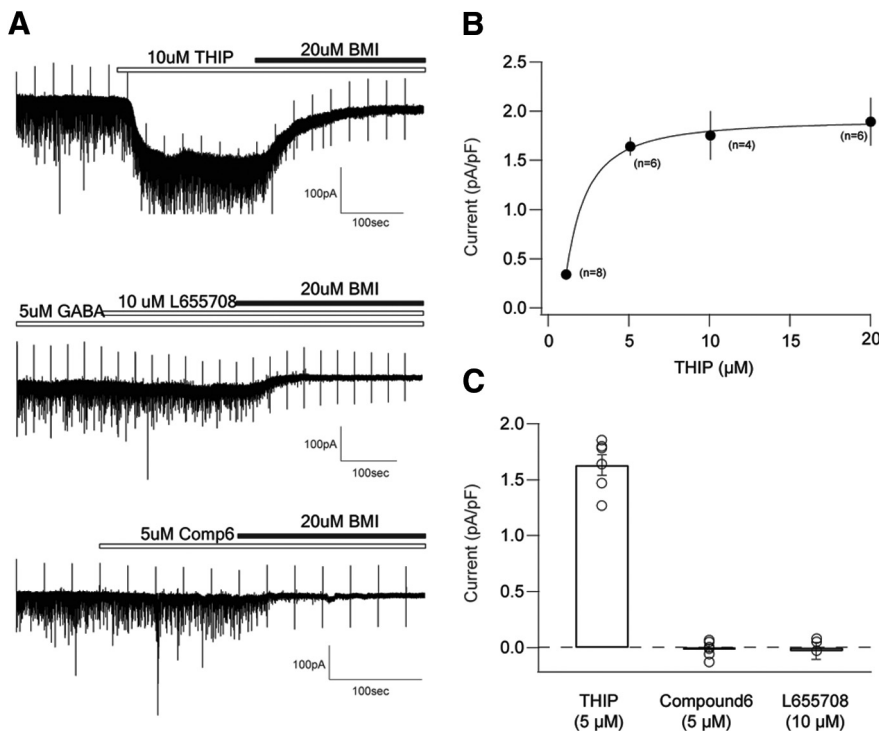 A
10uM THIP
20uM BMI
100pA
100sec
5uM GABA
10 uM L655708
20uM BMI
100pA
100sec
5uM Comp6
20uM BMI
100pA
100sec
B
Current (pA/pF)
2.5
2.0
1.5
1.0
0.5
0.0
(n=8)
(n=6)
(n=4)
(n=6)
0
5
10
15
20
THIP (μM)
C
Current (pA/pF)
2.0
1.5
1.0
0.5
0.0
THIP
(5 μM)
Compound6
(5 μM)
L655708
(10 μM)